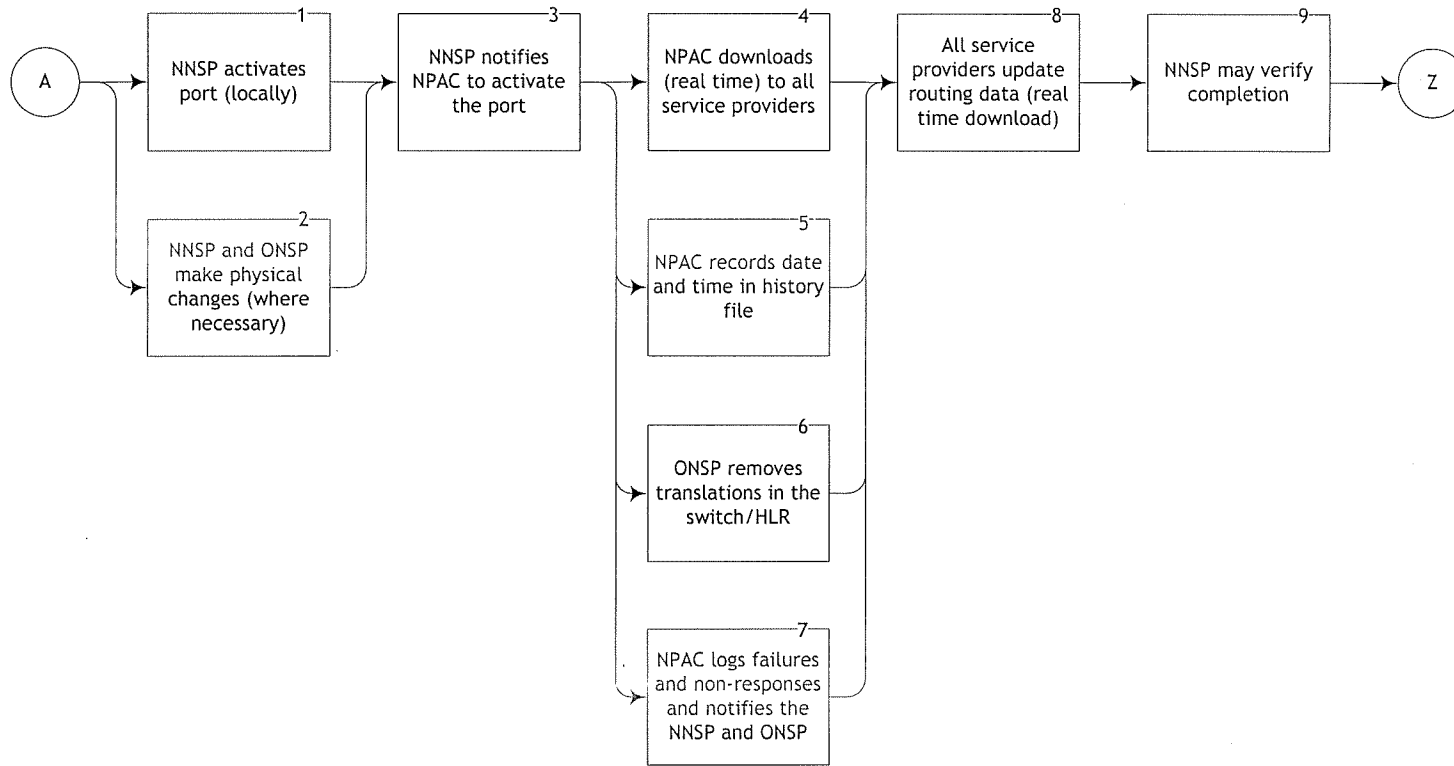 A
1
NNSP activates
port (locally)
2
NNSP and ONSP
make physical
changes (where
necessary)
3
NNSP notifies
NPAC to activate
the port
4
NPAC downloads
(real time) to all
service providers
5
NPAC records date
and time in history
file
6
ONSP removes
translations in the
switch/HLR
7
NPAC logs failures
and non-responses
and notifies the
NNSP and ONSP
8
All service
providers update
routing data (real
time download)
9
NNSP may verify
completion
Z